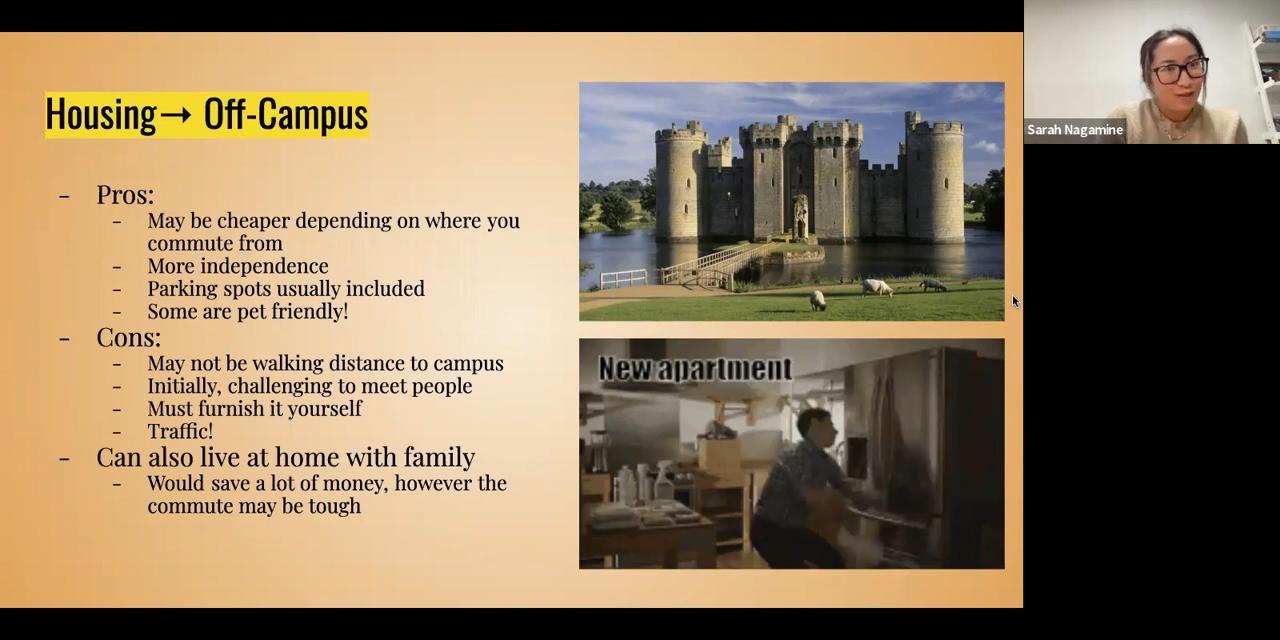 Housing→ Off-Campus
- Pros:
- May be cheaper depending on where you
commute from
- More independence
- Parking spots usually included
- Some are pet friendly!
- Cons:
- May not be walking distance to campus
- Initially, challenging to meet people
- Must furnish it yourself
- Traffic!
- Can also live at home with family
- Would save a lot of money, however the
commute may be tough
New apartment
Sarah Nagamine